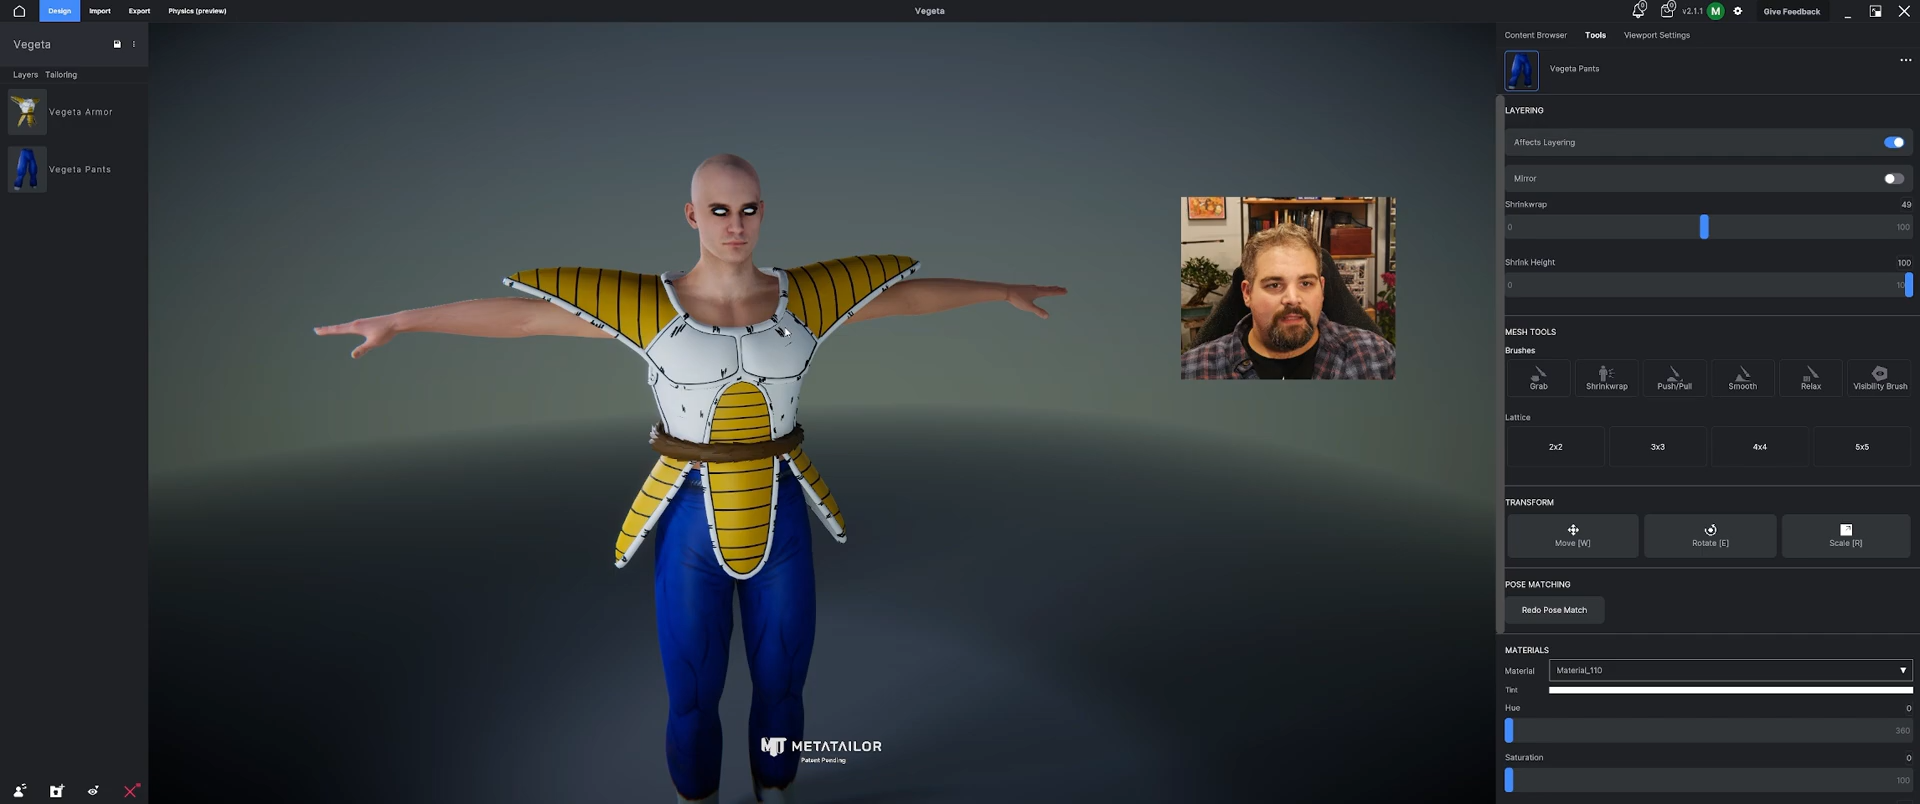 Design Import Export Physics (preview)
Vegeta
v2.1.1 M Give Feedback
Vegeta
Layers Tailoring
Vegeta Armor
Vegeta Pants
Content Browser Tools Viewport Settings
Vegeta Pants
LAYERING
Affects Layering
Mirror
Shrinkwrap 49
0 100
Shrink Height 100
0
MESH TOOLS
Brushes
Grab Shrinkwrap Push/Pull Smooth Relax Visibility Brush
Lattice
2x2 3x3 4x4 5x5
TRANSFORM
Move [W] Rotate [E] Scale [R]
POSE MATCHING
Redo Pose Match
MATERIALS
Material Material_110
Tint
Hue 0
360
Saturation 0
100
MT METATAILOR
Patent Pending